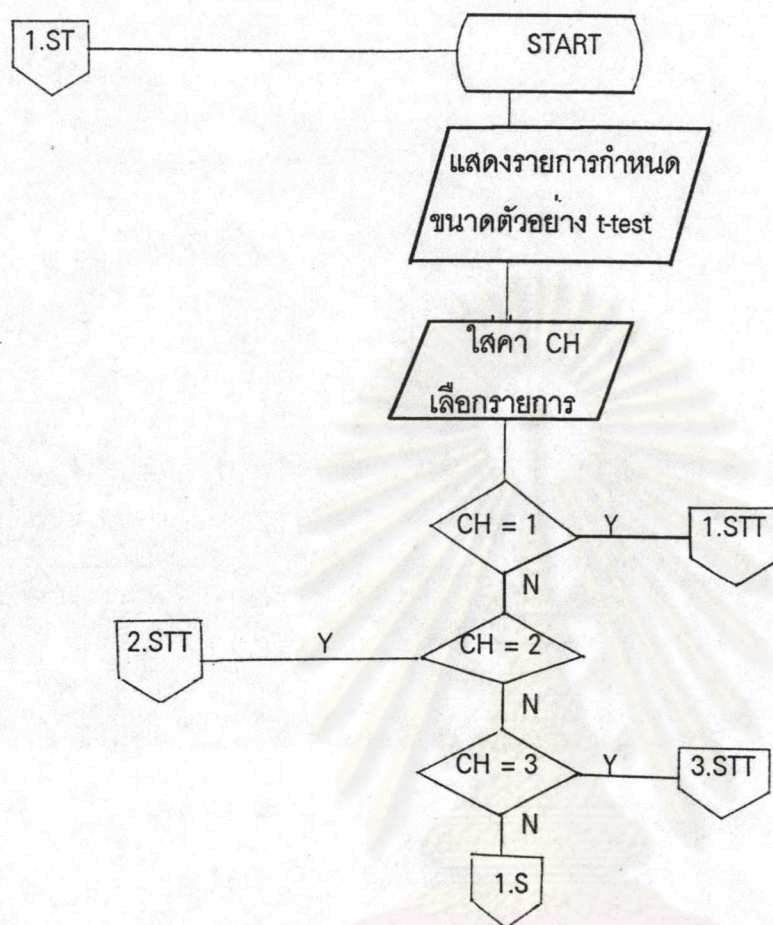 1.ST
START
แสดงรายการกำหนด
ขนาดตัวอย่าง t-test
ใส่ค่า CH
เลือกรายการ
CH = 1
Y
1.STT
N
2.STT
Y
CH = 2
N
CH = 3
Y
3.STT
N
1.S